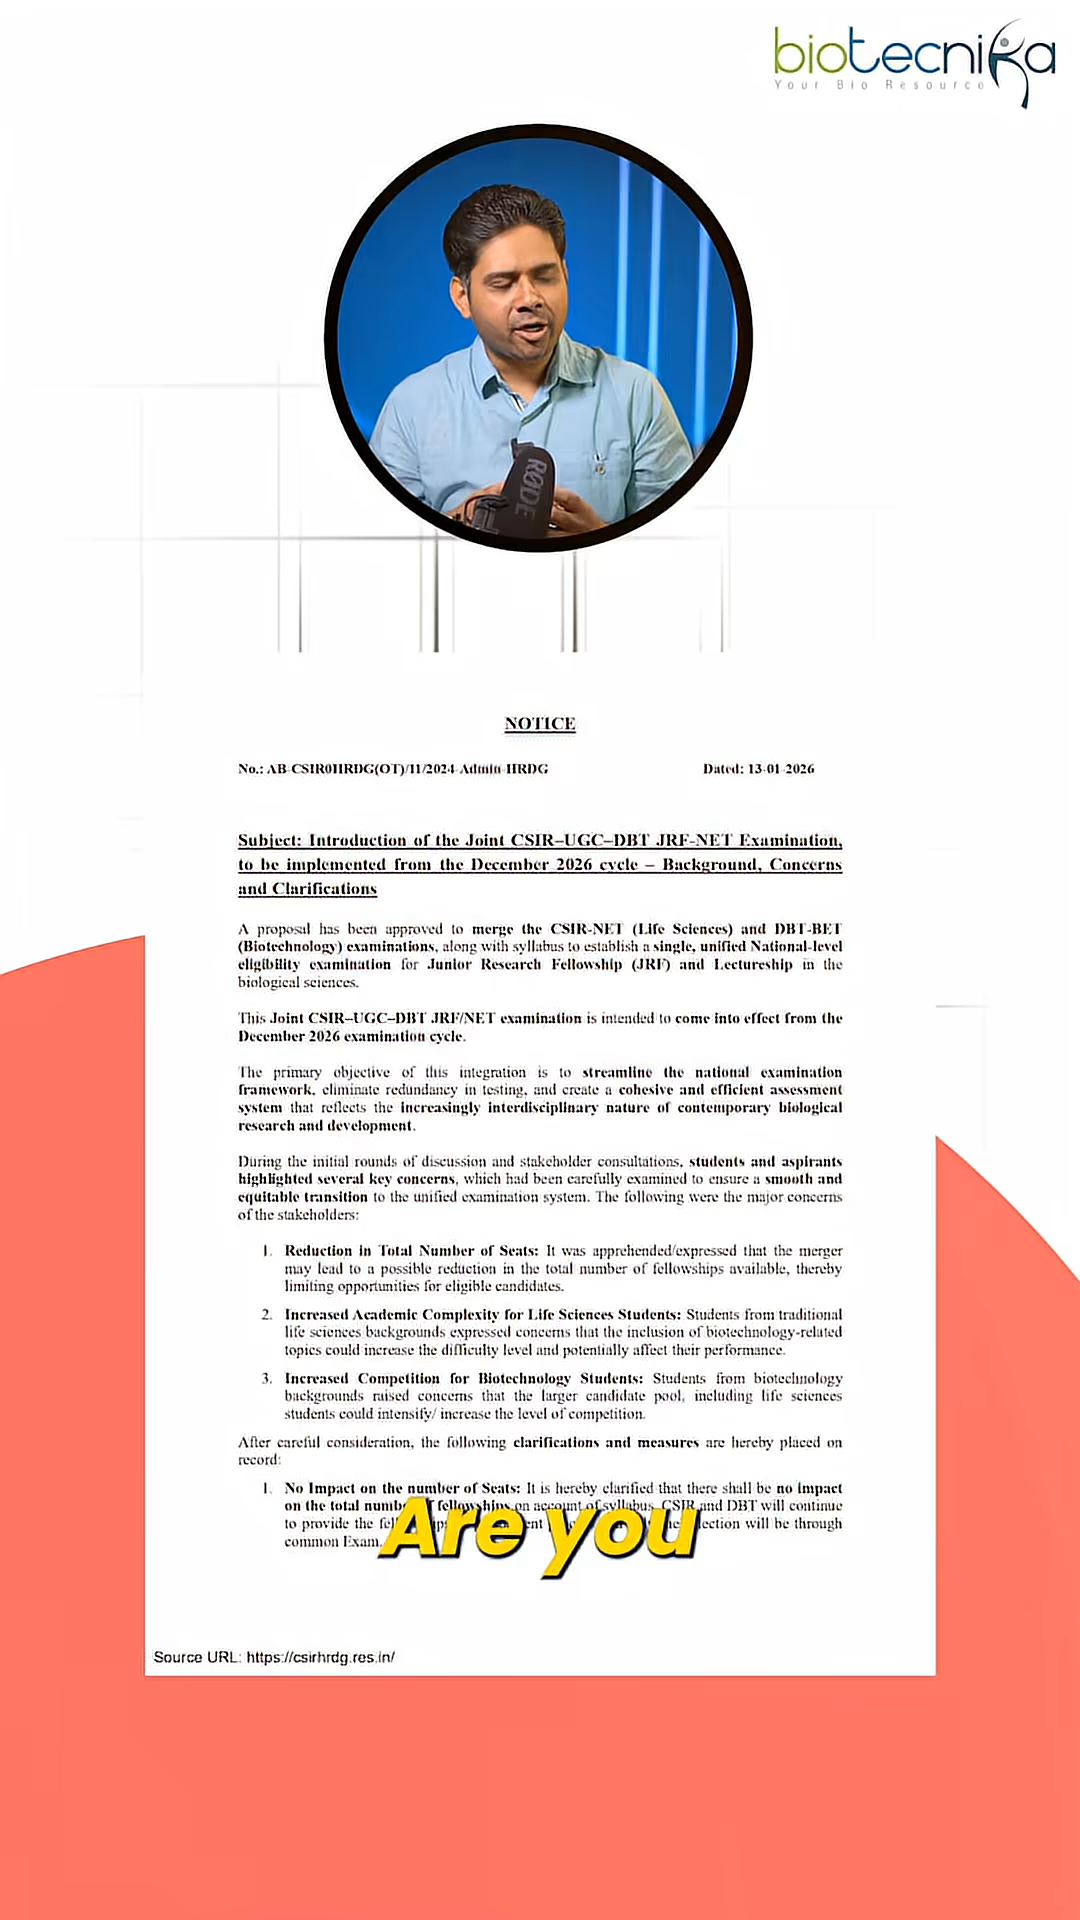 biotecnika
Your Bio Resource
RØDE
NOTICE
No.: AB-CSIR0HRDG(OT)/11/2024-Admin-HRDG Dated: 13-01-2026
Subject: Introduction of the Joint CSIR–UGC–DBT JRF-NET Examination,
to be implemented from the December 2026 cycle – Background, Concerns
and Clarifications
A proposal has been approved to merge the CSIR-NET (Life Sciences) and DBT-BET
(Biotechnology) examinations, along with syllabus to establish a single, unified National-level
eligibility examination for Junior Research Fellowship (JRF) and Lectureship in the
biological sciences.
This Joint CSIR–UGC–DBT JRF/NET examination is intended to come into effect from the
December 2026 examination cycle.
The primary objective of this integration is to streamline the national examination
framework, eliminate redundancy in testing, and create a cohesive and efficient assessment
system that reflects the increasingly interdisciplinary nature of contemporary biological
research and development.
During the initial rounds of discussion and stakeholder consultations, students and aspirants
highlighted several key concerns, which had been carefully examined to ensure a smooth and
equitable transition to the unified examination system. The following were the major concerns
of the stakeholders:
1. Reduction in Total Number of Seats: It was apprehended/expressed that the merger
may lead to a possible reduction in the total number of fellowships available, thereby
limiting opportunities for eligible candidates.
2. Increased Academic Complexity for Life Sciences Students: Students from traditional
life sciences backgrounds expressed concerns that the inclusion of biotechnology-related
topics could increase the difficulty level and potentially affect their performance.
3. Increased Competition for Biotechnology Students: Students from biotechnology
backgrounds raised concerns that the larger candidate pool, including life sciences
students could intensify/ increase the level of competition.
After careful consideration, the following clarifications and measures are hereby placed on
record:
1. No Impact on the number of Seats: It is hereby clarified that there shall be no impact
on the total fellowships on account of syllabus. CSIR and DBT will continue
to provide the will be through
common Exam.
Are you
Source URL: https://csirhrdg.res.in/